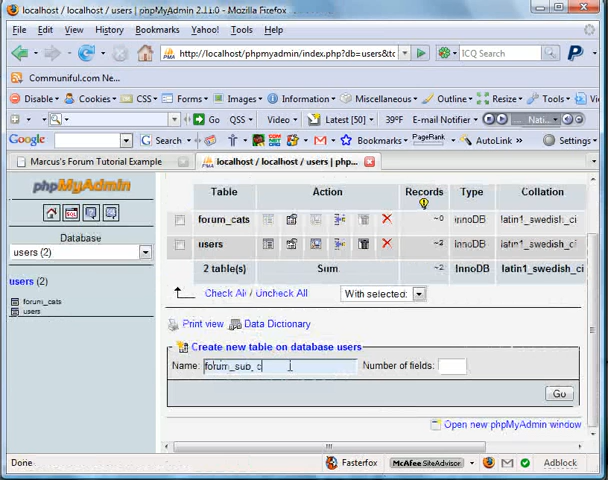 localhost / localhost / users | phpMyAdmin 2.11.0 - Mozilla Firefox
File Edit View History Bookmarks Yahoo! Tools Help
http://localhost/phpmyadmin/index.php?db=users&to ICQ Search
Communiful.com Ne...
Disable Cookies CSS Forms Images Information Miscellaneous Outline Resize Tools
Go QSS Latest [50] 39°F E-mail Notifier Nati...
Google Search COM NET ORG Bookmarks PageRank AutoLink Settings
Marcus's Forum Tutorial Example localhost / localhost / users | php...
phpMyAdmin
SQL
Database
users (2)
users (2)
forum_cats
users
Table Action Records Type Collation
forum_cats ~0 InnoDB latin1_swedish_ci
users ~2 InnoDB latin1_swedish_ci
2 table(s) Sum ~2 InnoDB latin1_swedish_ci
Check All / Uncheck All With selected:
Print view Data Dictionary
Create new table on database users
Name: forum_sub_c Number of fields:
Go
Open new phpMyAdmin window
Done Fasterfox McAfee SiteAdvisor Adblock